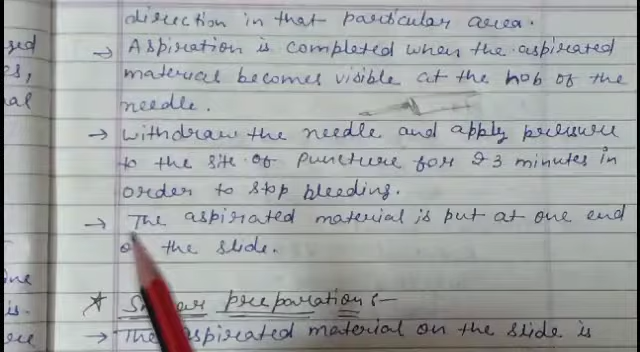 direction in that particular area.
→ Aspiration is completed when the aspirated
material becomes visible at the hob of the
needle.
→ withdraw the needle and apply pressure
to the site of puncture for 2 3 minutes in
order to stop bleeding.
→ The aspirated material is put at one end
the slide.
* preparation :-
→ The aspirated material on the slide is